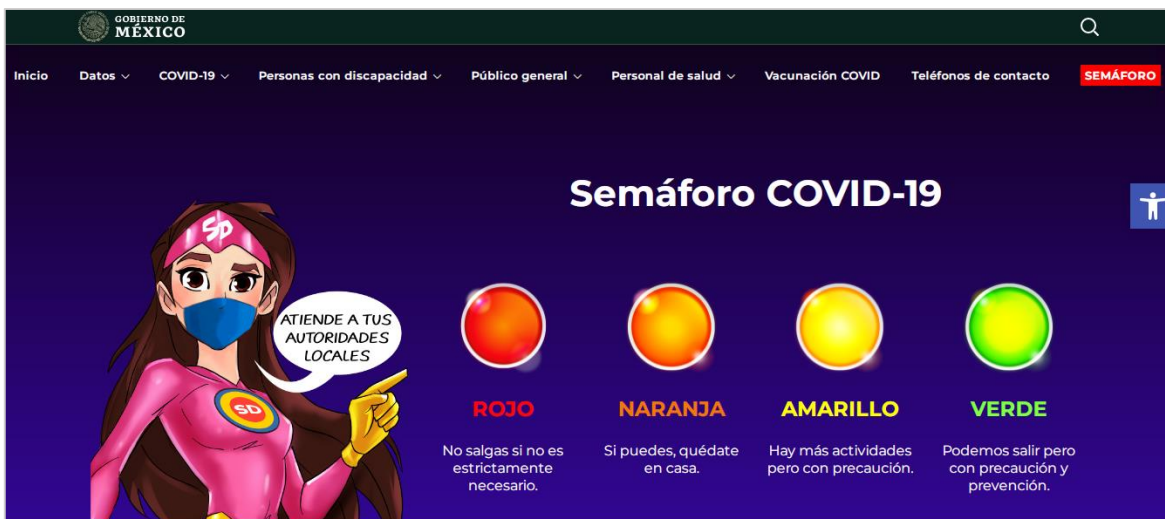 GOBIERNO DE
MÉXICO
Inicio Datos COVID-19 Personas con discapacidad Público general Personal de salud Vacunación COVID Teléfonos de contacto SEMÁFORO
Semáforo COVID-19
SD
ATIENDE A TUS
AUTORIDADES
LOCALES
SD
ROJO
No salgas si no es
estrictamente
necesario.
NARANJA
Si puedes, quédate
en casa.
AMARILLO
Hay más actividades
pero con precaución.
VERDE
Podemos salir pero
con precaución y
prevención.